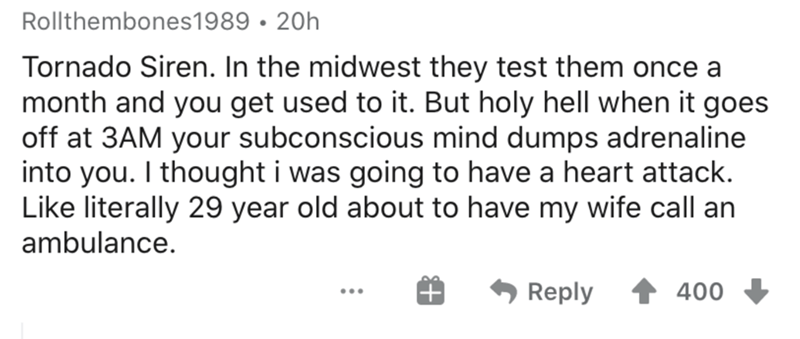 Rollthembones1989 • 20h
Tornado Siren. In the midwest they test them once a
month and you get used to it. But holy hell when it goes
off at 3AM your subconscious mind dumps adrenaline
into you. I thought i was going to have a heart attack.
Like literally 29 year old about to have my wife call an
ambulance.
... Reply 400